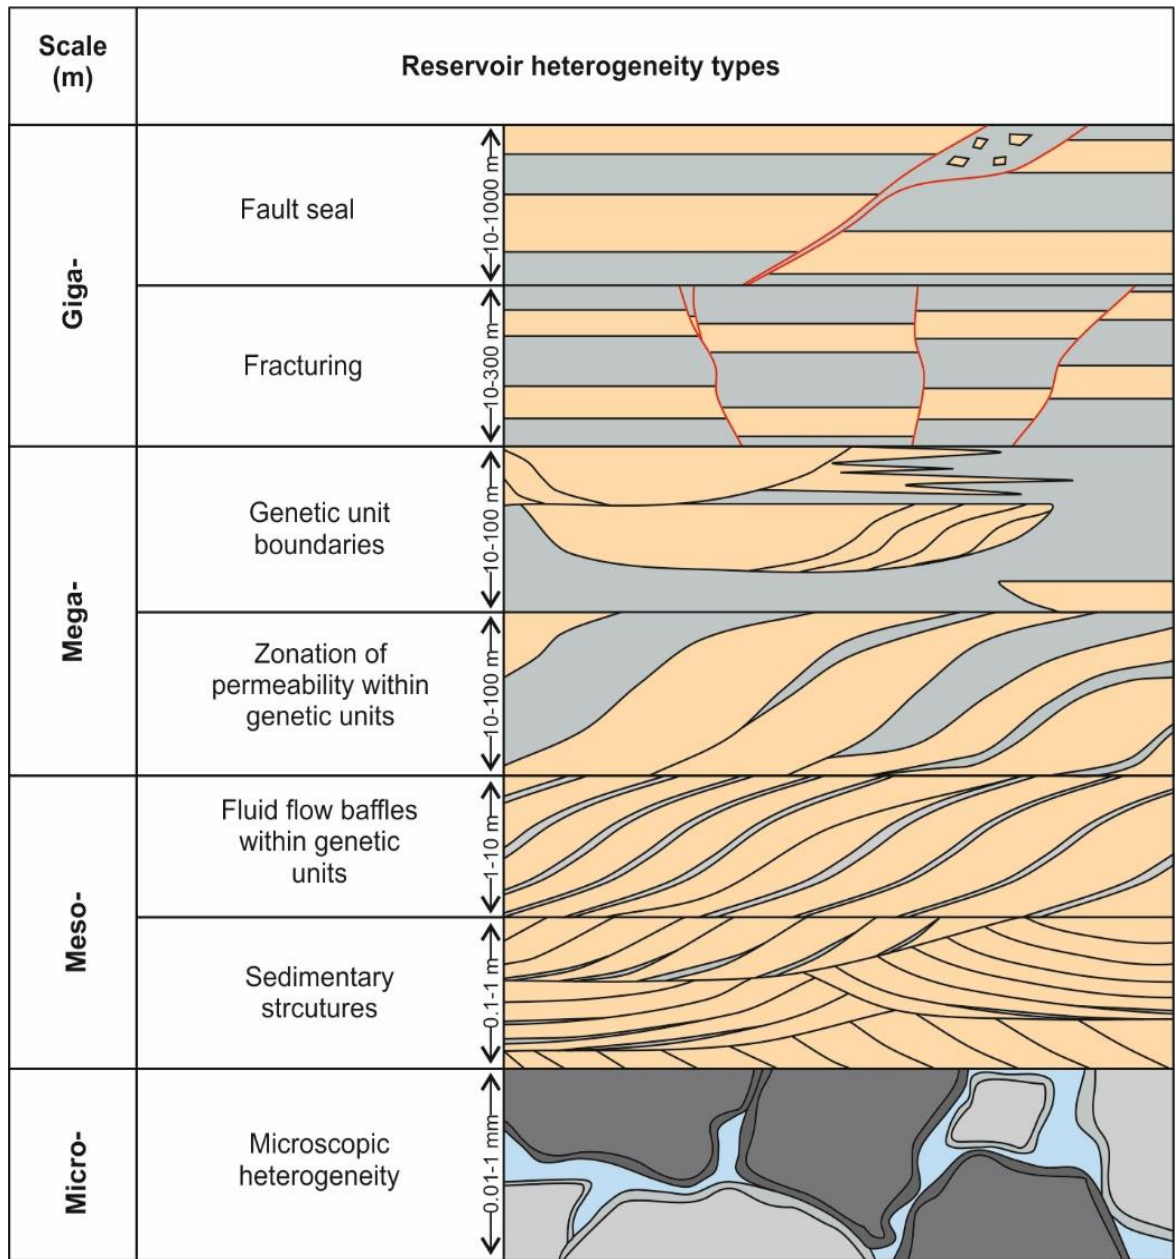 Scale
(m)
Reservoir heterogeneity types
Giga-
Fault seal
10-1000 m
Fracturing
10-300 m
Mega-
Genetic unit
boundaries
10-100 m
Zonation of
permeability within
genetic units
10-100 m
Meso-
Fluid flow baffles
within genetic
units
1-10 m
Sedimentary
strcutures
0.1-1 m
Micro-
Microscopic
heterogeneity
0.01-1 mm